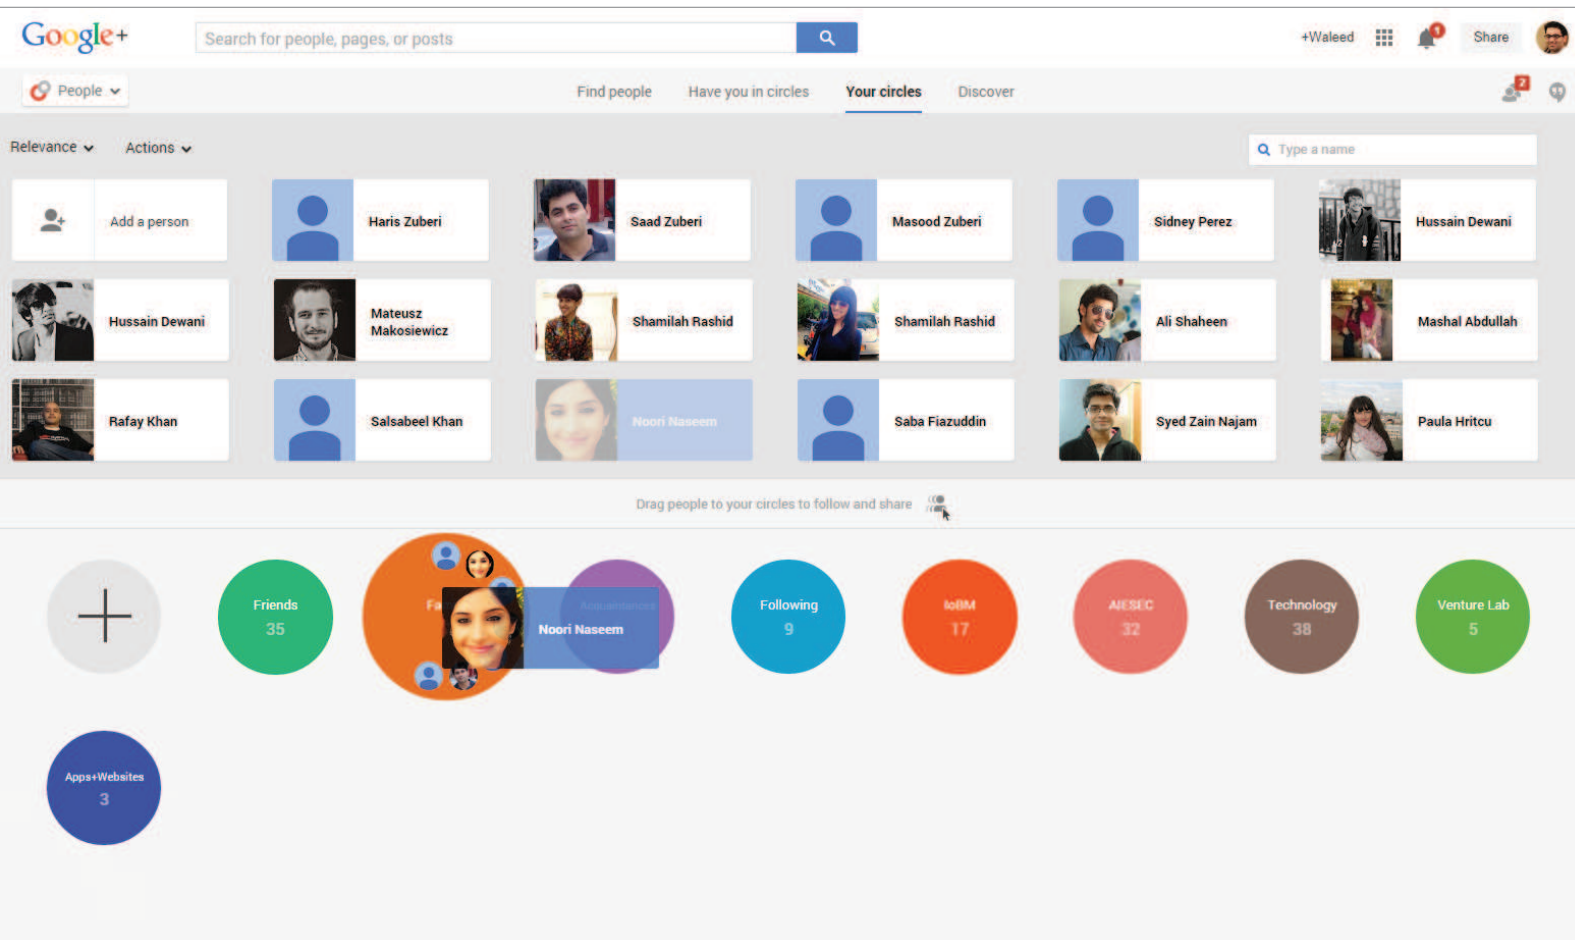 Google+
Search for people, pages, or posts
+Waleed
1
Share
People
Find people
Have you in circles
Your circles
Discover
2
Relevance
Actions
Type a name
Add a person
Haris Zuberi
Saad Zuberi
Masood Zuberi
Sidney Perez
Hussain Dewani
Hussain Dewani
Mateusz
Makosiewicz
Shamilah Rashid
Shamilah Rashid
Ali Shaheen
Mashal Abdullah
Rafay Khan
Salsabeel Khan
Noori Naseem
Saba Fiazuddin
Syed Zain Najam
Paula Hritcu
Drag people to your circles to follow and share
Friends
35
Fa
Noori Naseem
Acquaintances
Following
9
IoBM
17
AIESEC
32
Technology
38
Venture Lab
5
Apps+Websites
3